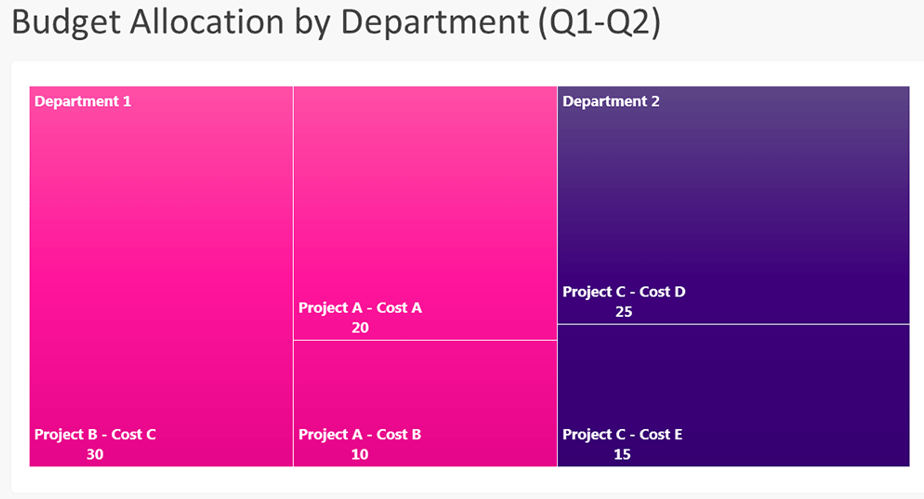 Budget Allocation by Department (Q1-Q2)
Department 1
Project B - Cost C
30
Project A - Cost A
20
Project A - Cost B
10
Department 2
Project C - Cost D
25
Project C - Cost E
15